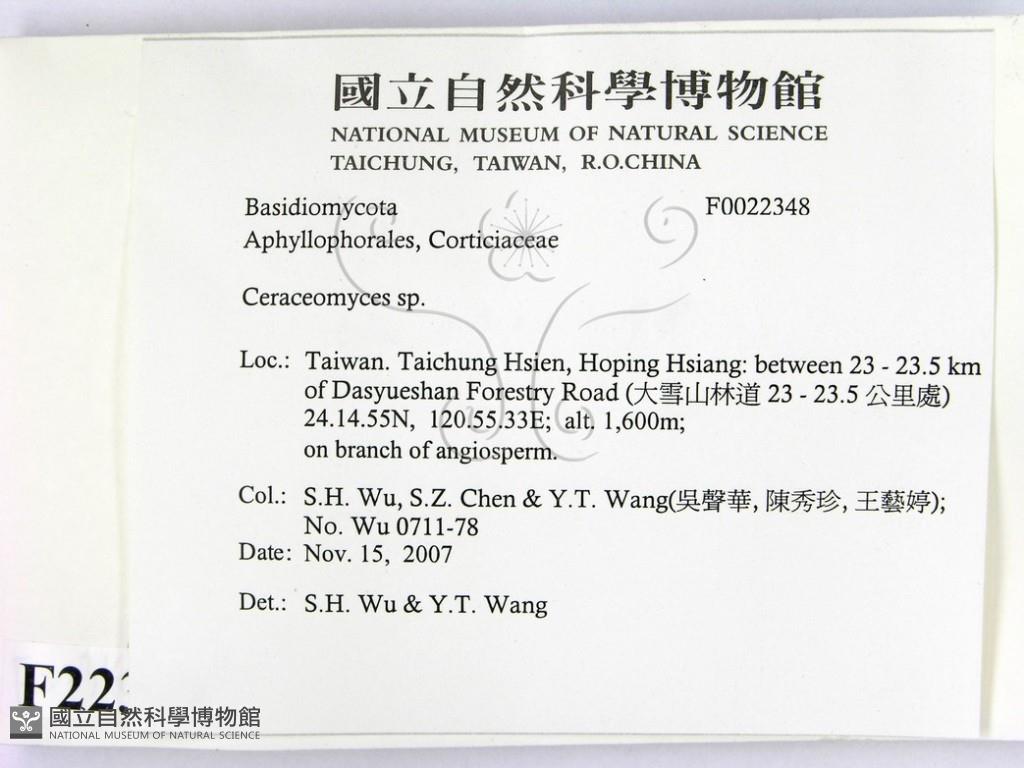 國立自然科學博物館
NATIONAL MUSEUM OF NATURAL SCIENCE
TAICHUNG, TAIWAN, R.O.CHINA
Basidiomycota F0022348
Aphyllophorales, Corticiaceae
Ceraceomyces sp.
Loc.: Taiwan. Taichung Hsien, Hoping Hsiang: between 23 - 23.5 km
of Dasyueshan Forestry Road (大雪山林道 23 - 23.5 公里處)
24.14.55N, 120.55.33E; alt. 1,600m;
on branch of angiosperm.
Col.: S.H. Wu, S.Z. Chen & Y.T. Wang(吳聲華, 陳秀珍, 王藝婷);
No. Wu 0711-78
Date: Nov. 15, 2007
Det.: S.H. Wu & Y.T. Wang
國立自然科學博物館
NATIONAL MUSEUM OF NATURAL SCIENCE